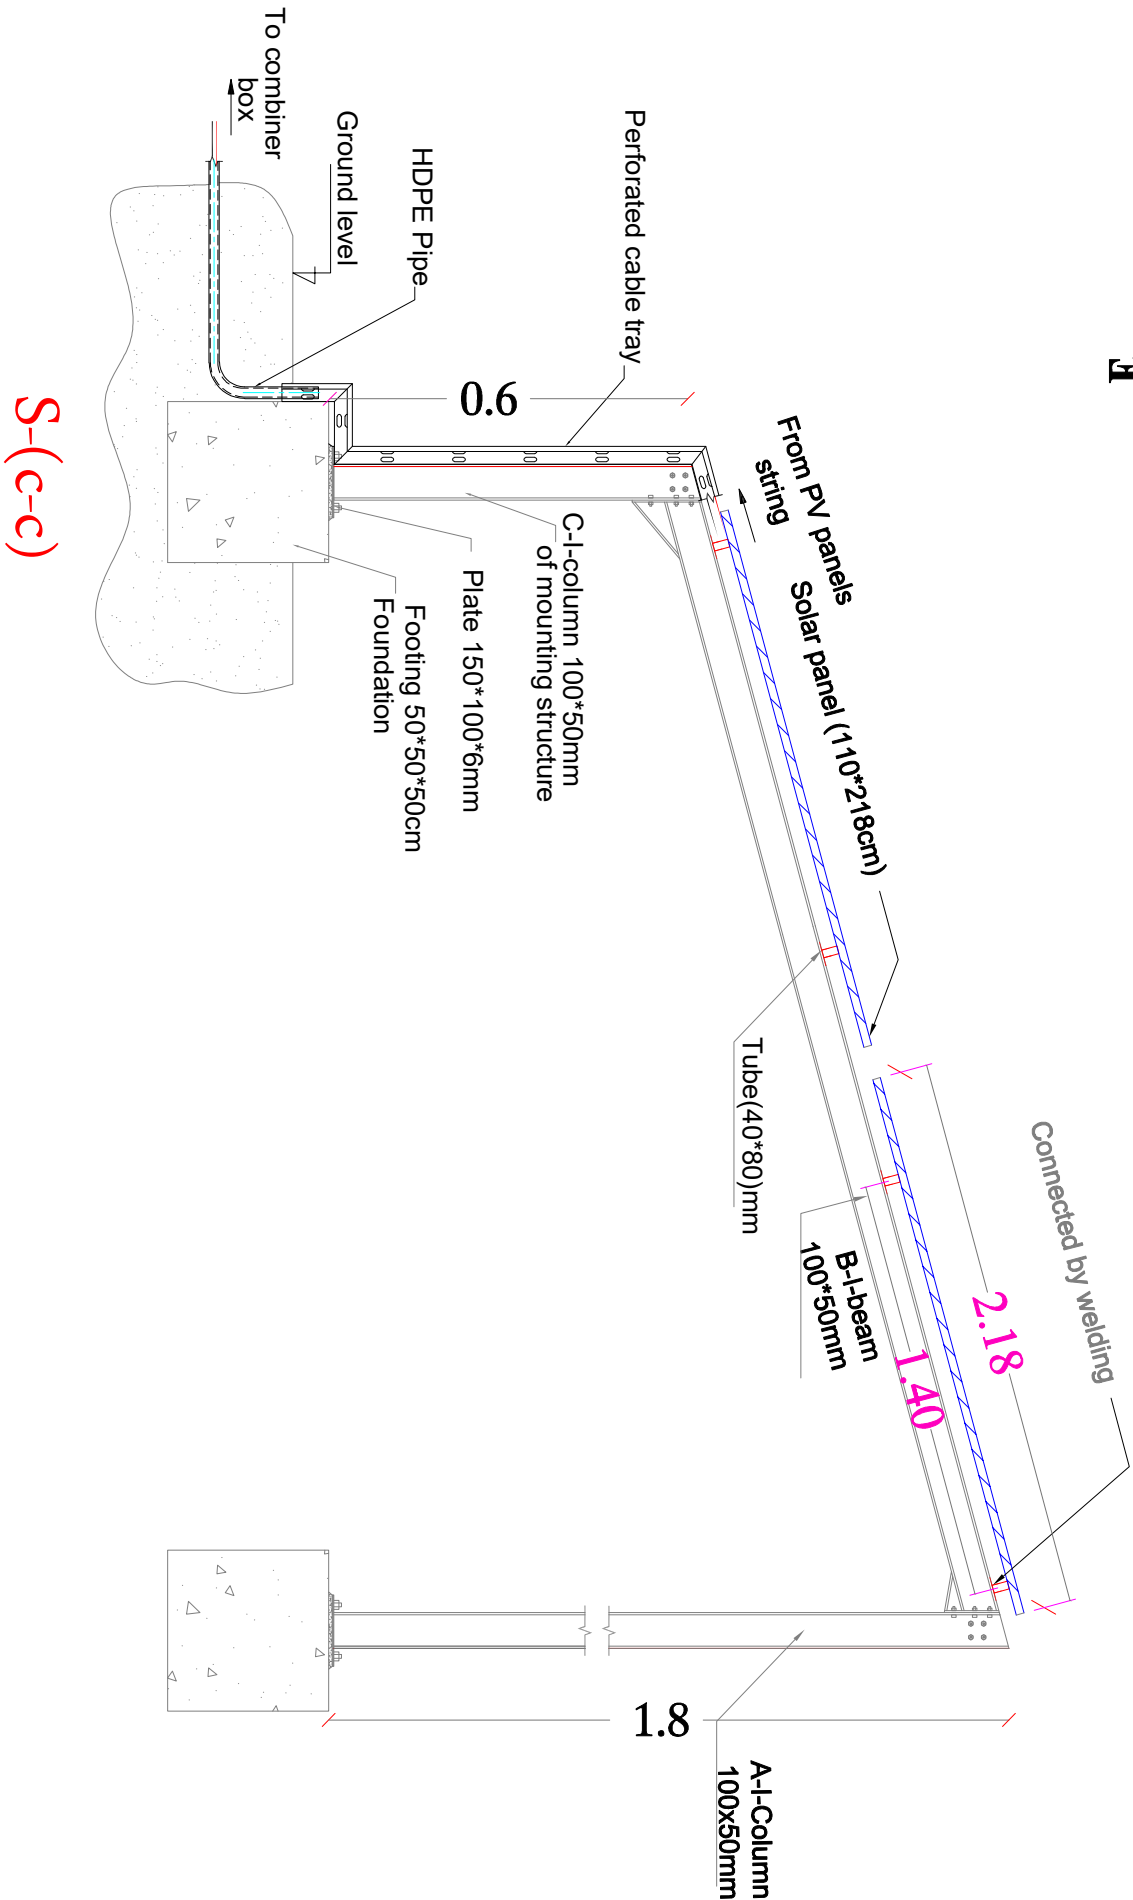 To combiner
box
Ground level
HDPE Pipe
Perforated cable tray
0.6
From PV panels
string
Solar panel (110*218cm)
C-I-column 100*50mm
of mounting structure
Plate 150*100*6mm
Footing 50*50*50cm
Foundation
Tube(40*80)mm
B-I-beam
100*50mm
Connected by welding
2.18
1.40
1.8
A-I-Column
100x50mm
S-(c-c)